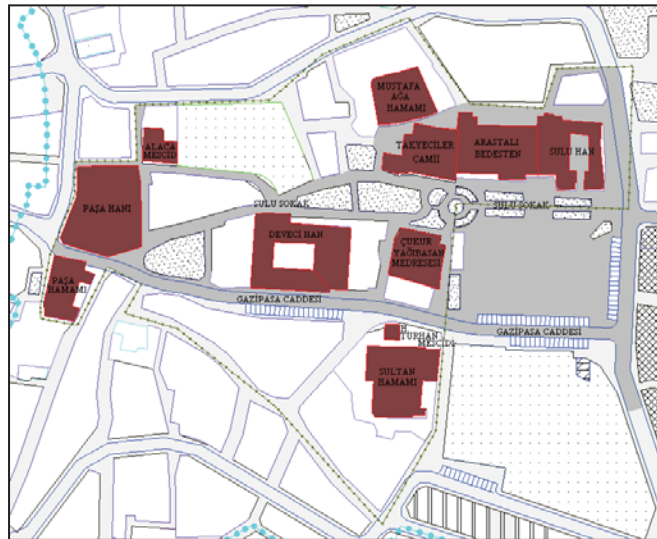 MUSTAFA
AĞA
HAMAMI
ALACA
MESCİD
TAKYECİLER
CAMİİ
ARASTALI
BEDESTEN
SULU HAN
PAŞA HANI
SULU SOKAK
SULU SOKAK
DEVECİ HAN
ÇUKUR
YAĞIBASAN
MEDRESESİ
PAŞA
HAMAMI
GAZİPAŞA CADDESİ
GAZİPAŞA CADDESİ
H
TURHAN
MESCİDİ
SULTAN
HAMAMI